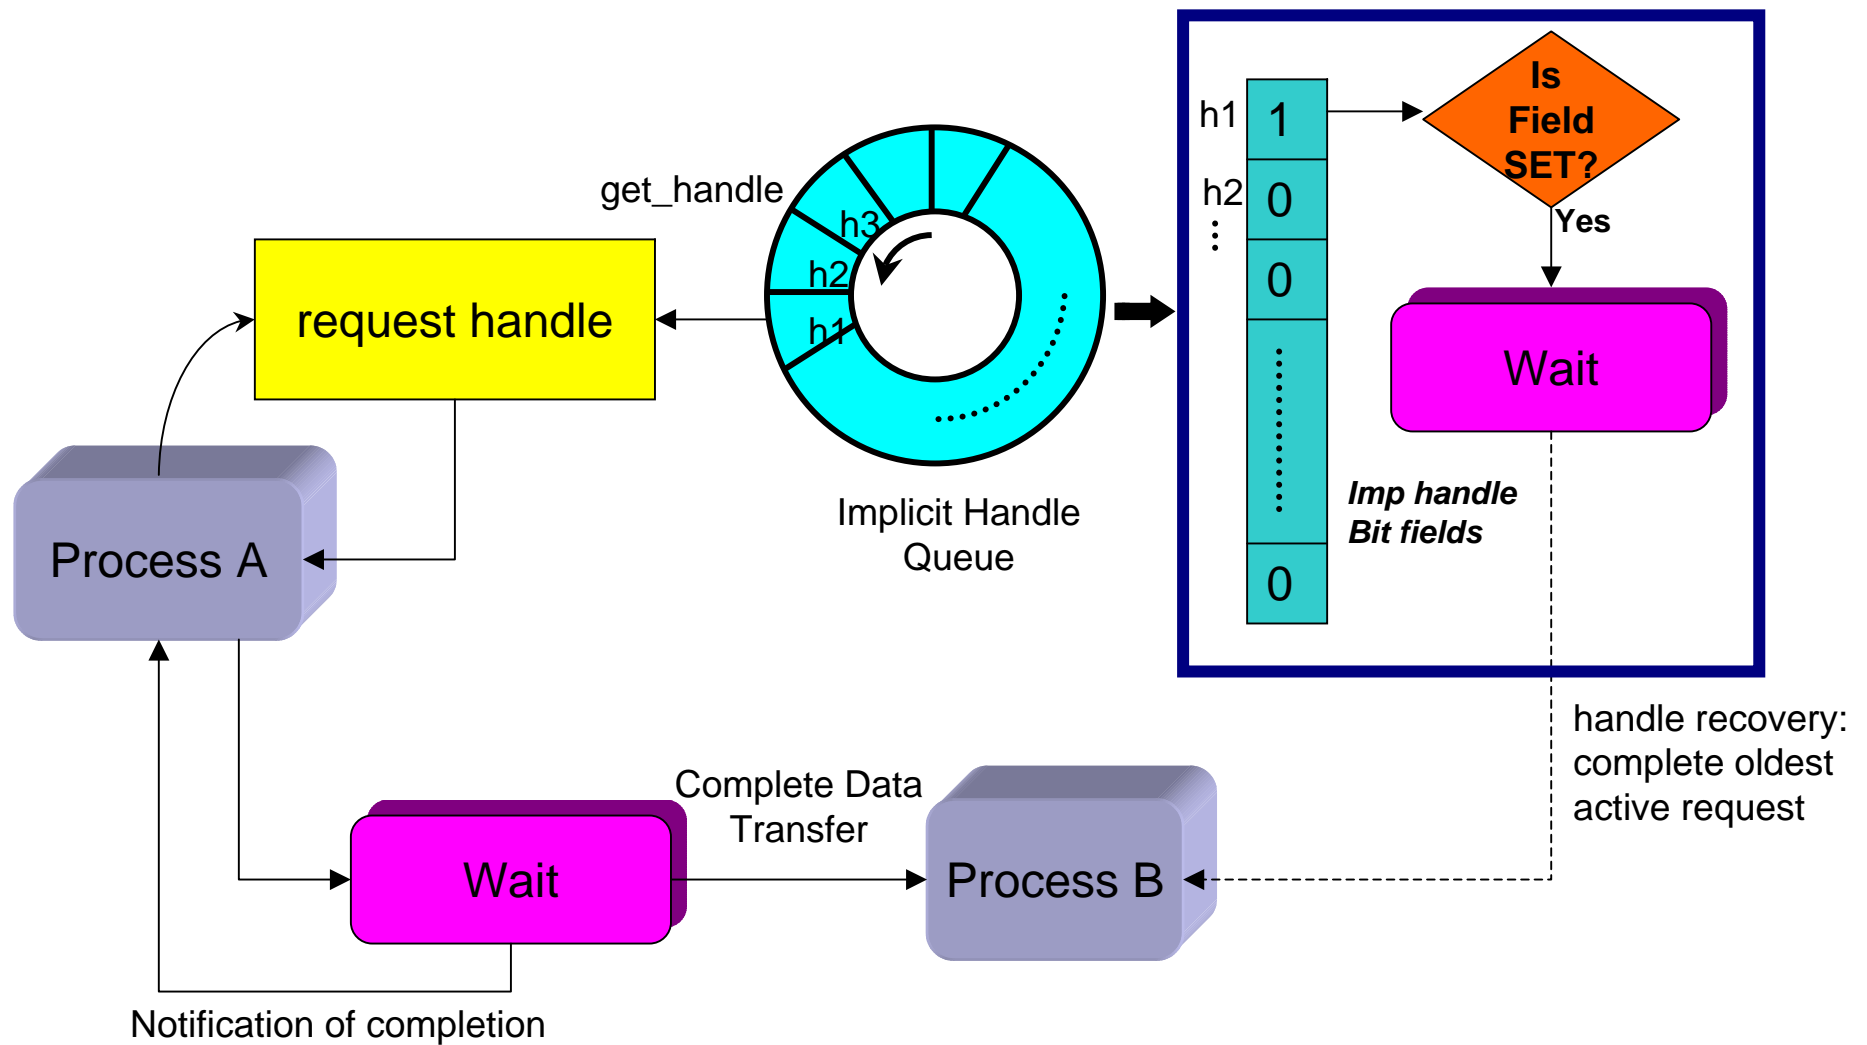 Is
Field
SET?
h1
1
get_handle
h2
0
Yes
h3
h2
0
request handle
h1
Wait
Imp handle
Bit fields
Implicit Handle
Queue
Process A
0
handle recovery:
complete oldest
active request
Complete Data
Transfer
Wait
Process B
Notification of completion